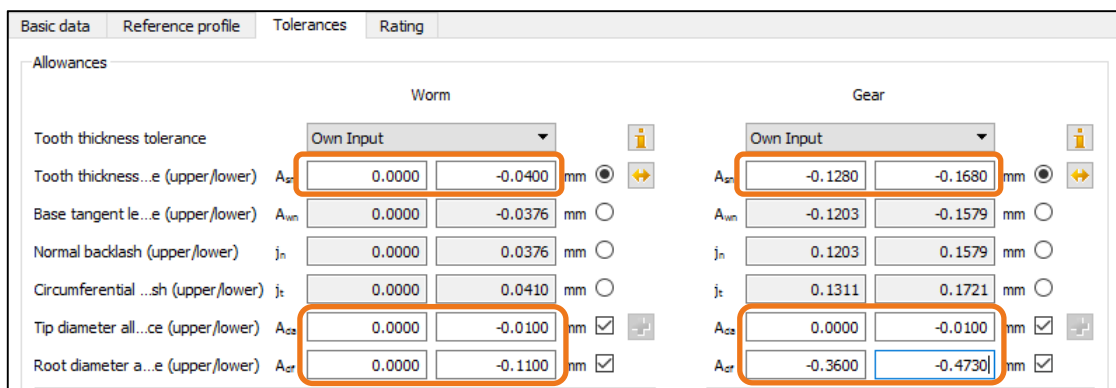 Basic data Reference profile Tolerances Rating
Allowances
Worm Gear
Tooth thickness tolerance Own Input Own Input
Tooth thickness...e (upper/lower) Asn 0.0000 -0.0400 mm Asn -0.1280 -0.1680 mm
Base tangent le...e (upper/lower) Awn 0.0000 -0.0376 mm Awn -0.1203 -0.1579 mm
Normal backlash (upper/lower) jn 0.0000 0.0376 mm jn 0.1203 0.1579 mm
Circumferential ...sh (upper/lower) jt 0.0000 0.0410 mm jt 0.1311 0.1721 mm
Tip diameter all...ce (upper/lower) Ada 0.0000 -0.0100 mm Ada 0.0000 -0.0100 mm
Root diameter a...e (upper/lower) Adf 0.0000 -0.1100 mm Adf -0.3600 -0.4730 mm